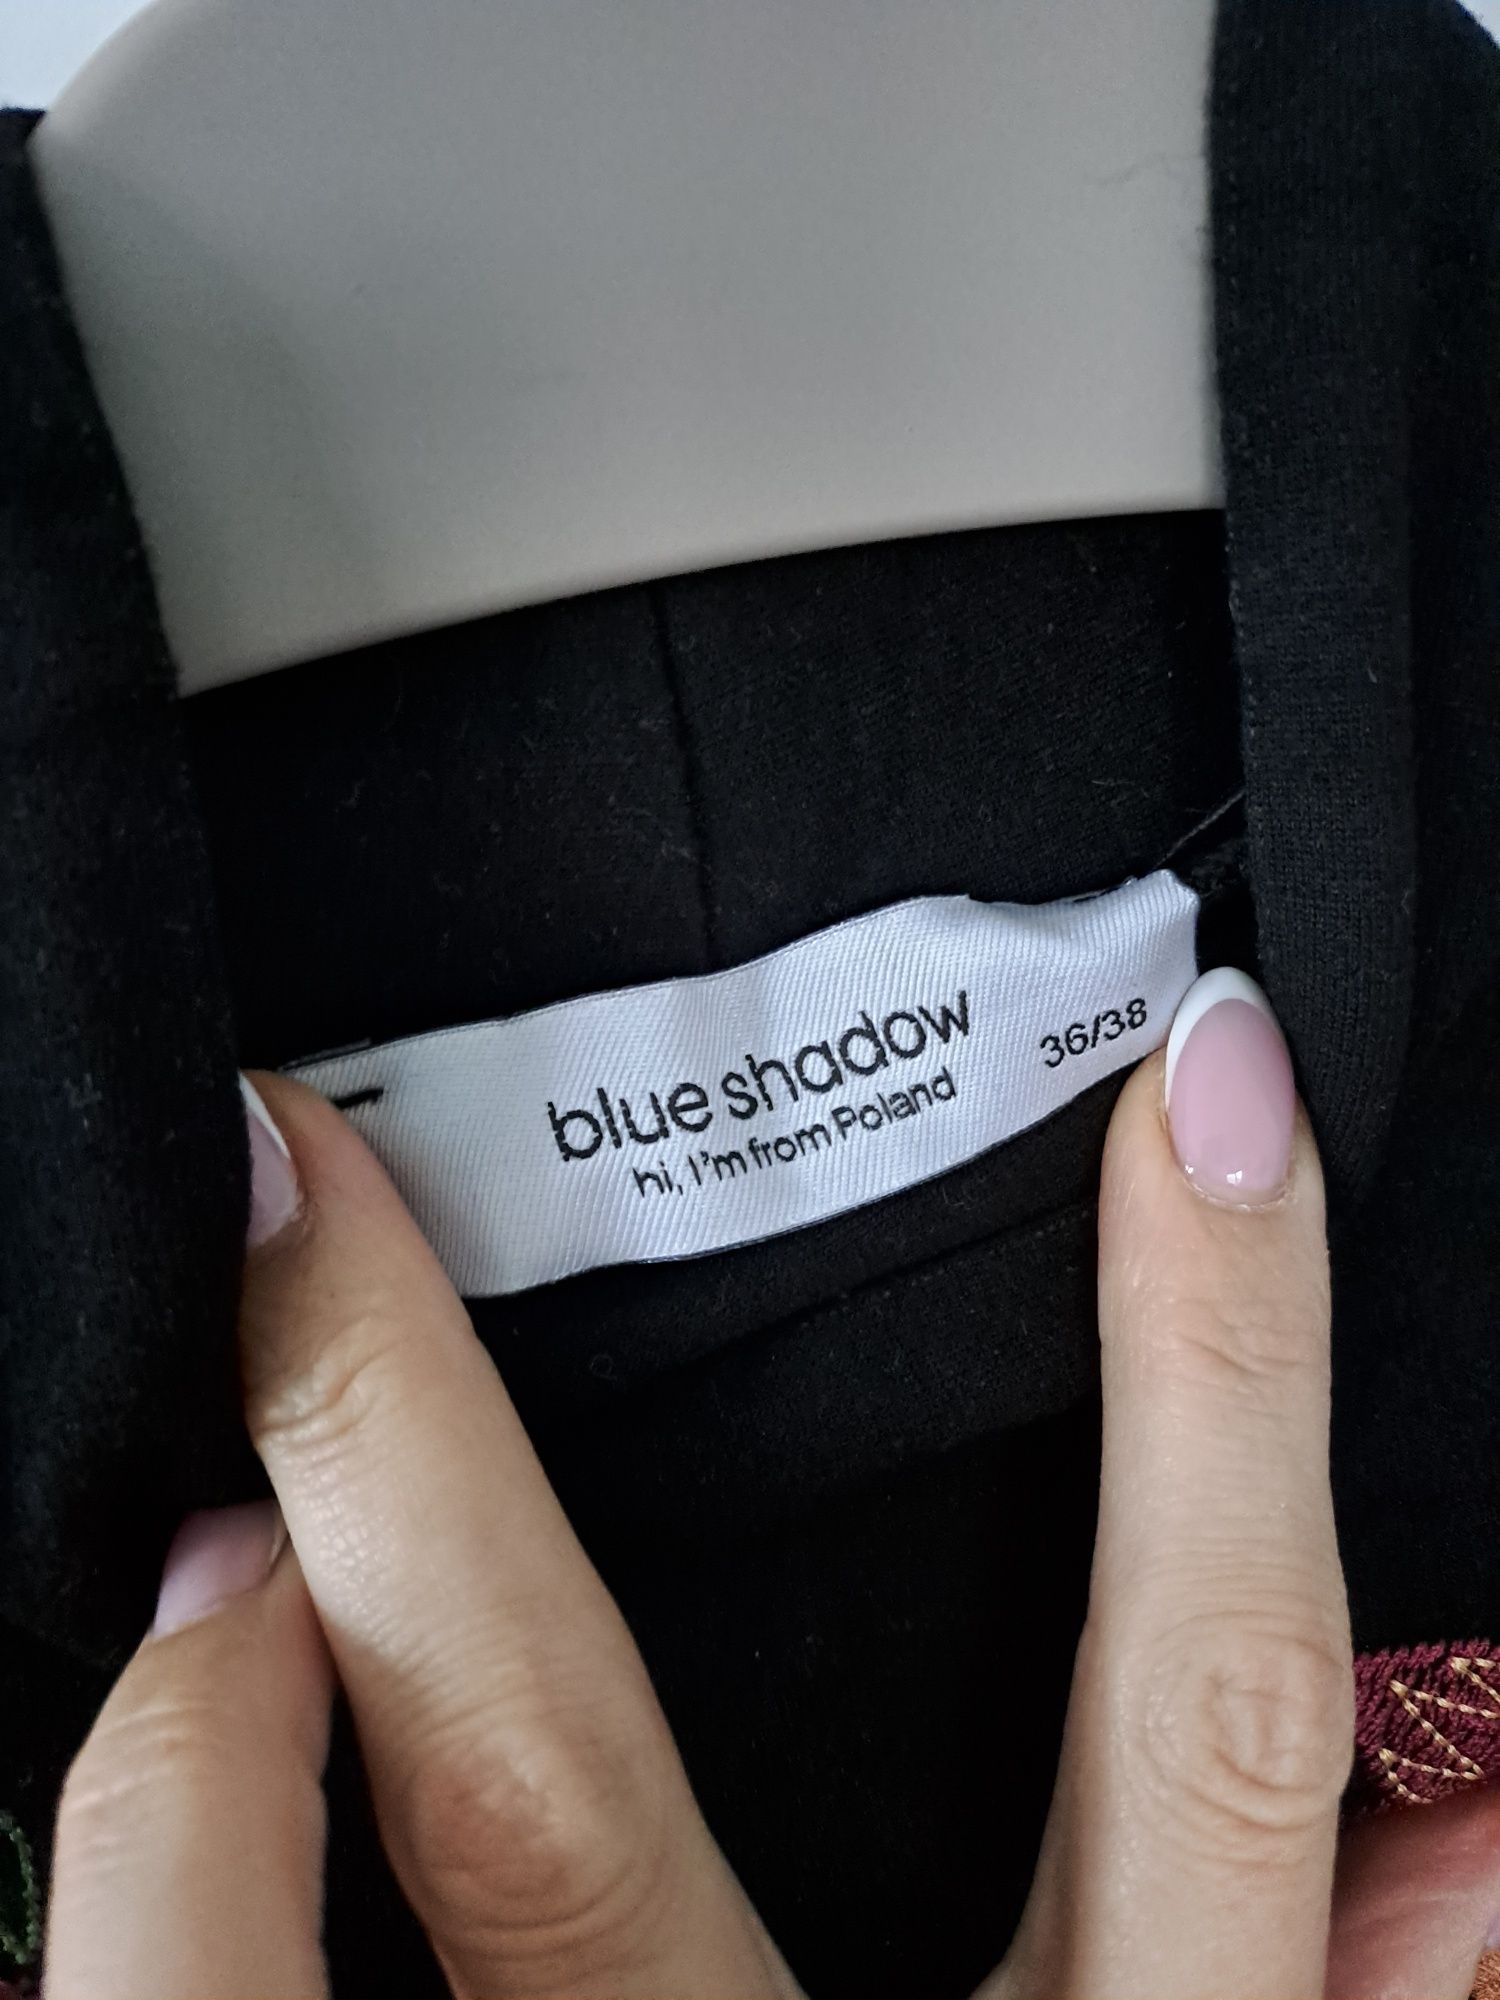 blue shadow
hi, I'm from Poland
36/38